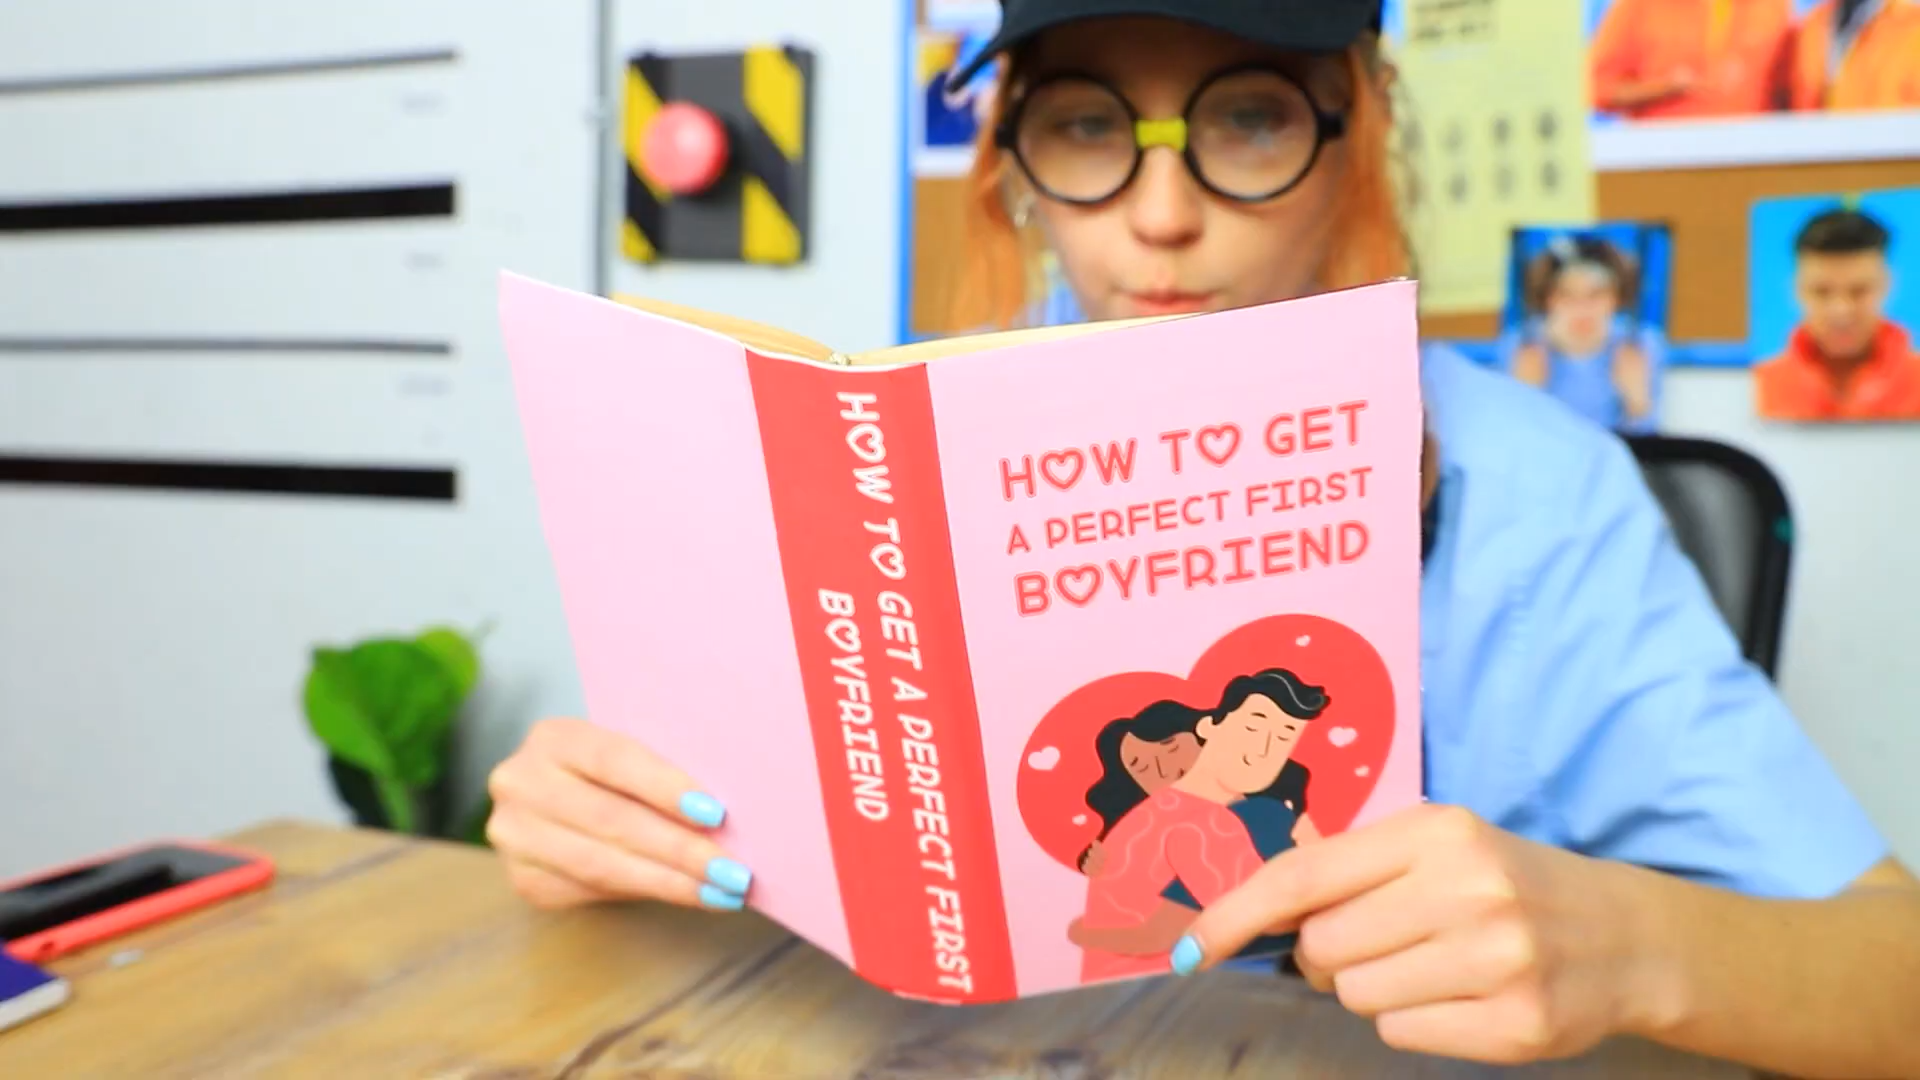 HOW TO GET A PERFECT FIRST
BOYFRIEND
HOW TO GET
A PERFECT FIRST
BOYFRIEND